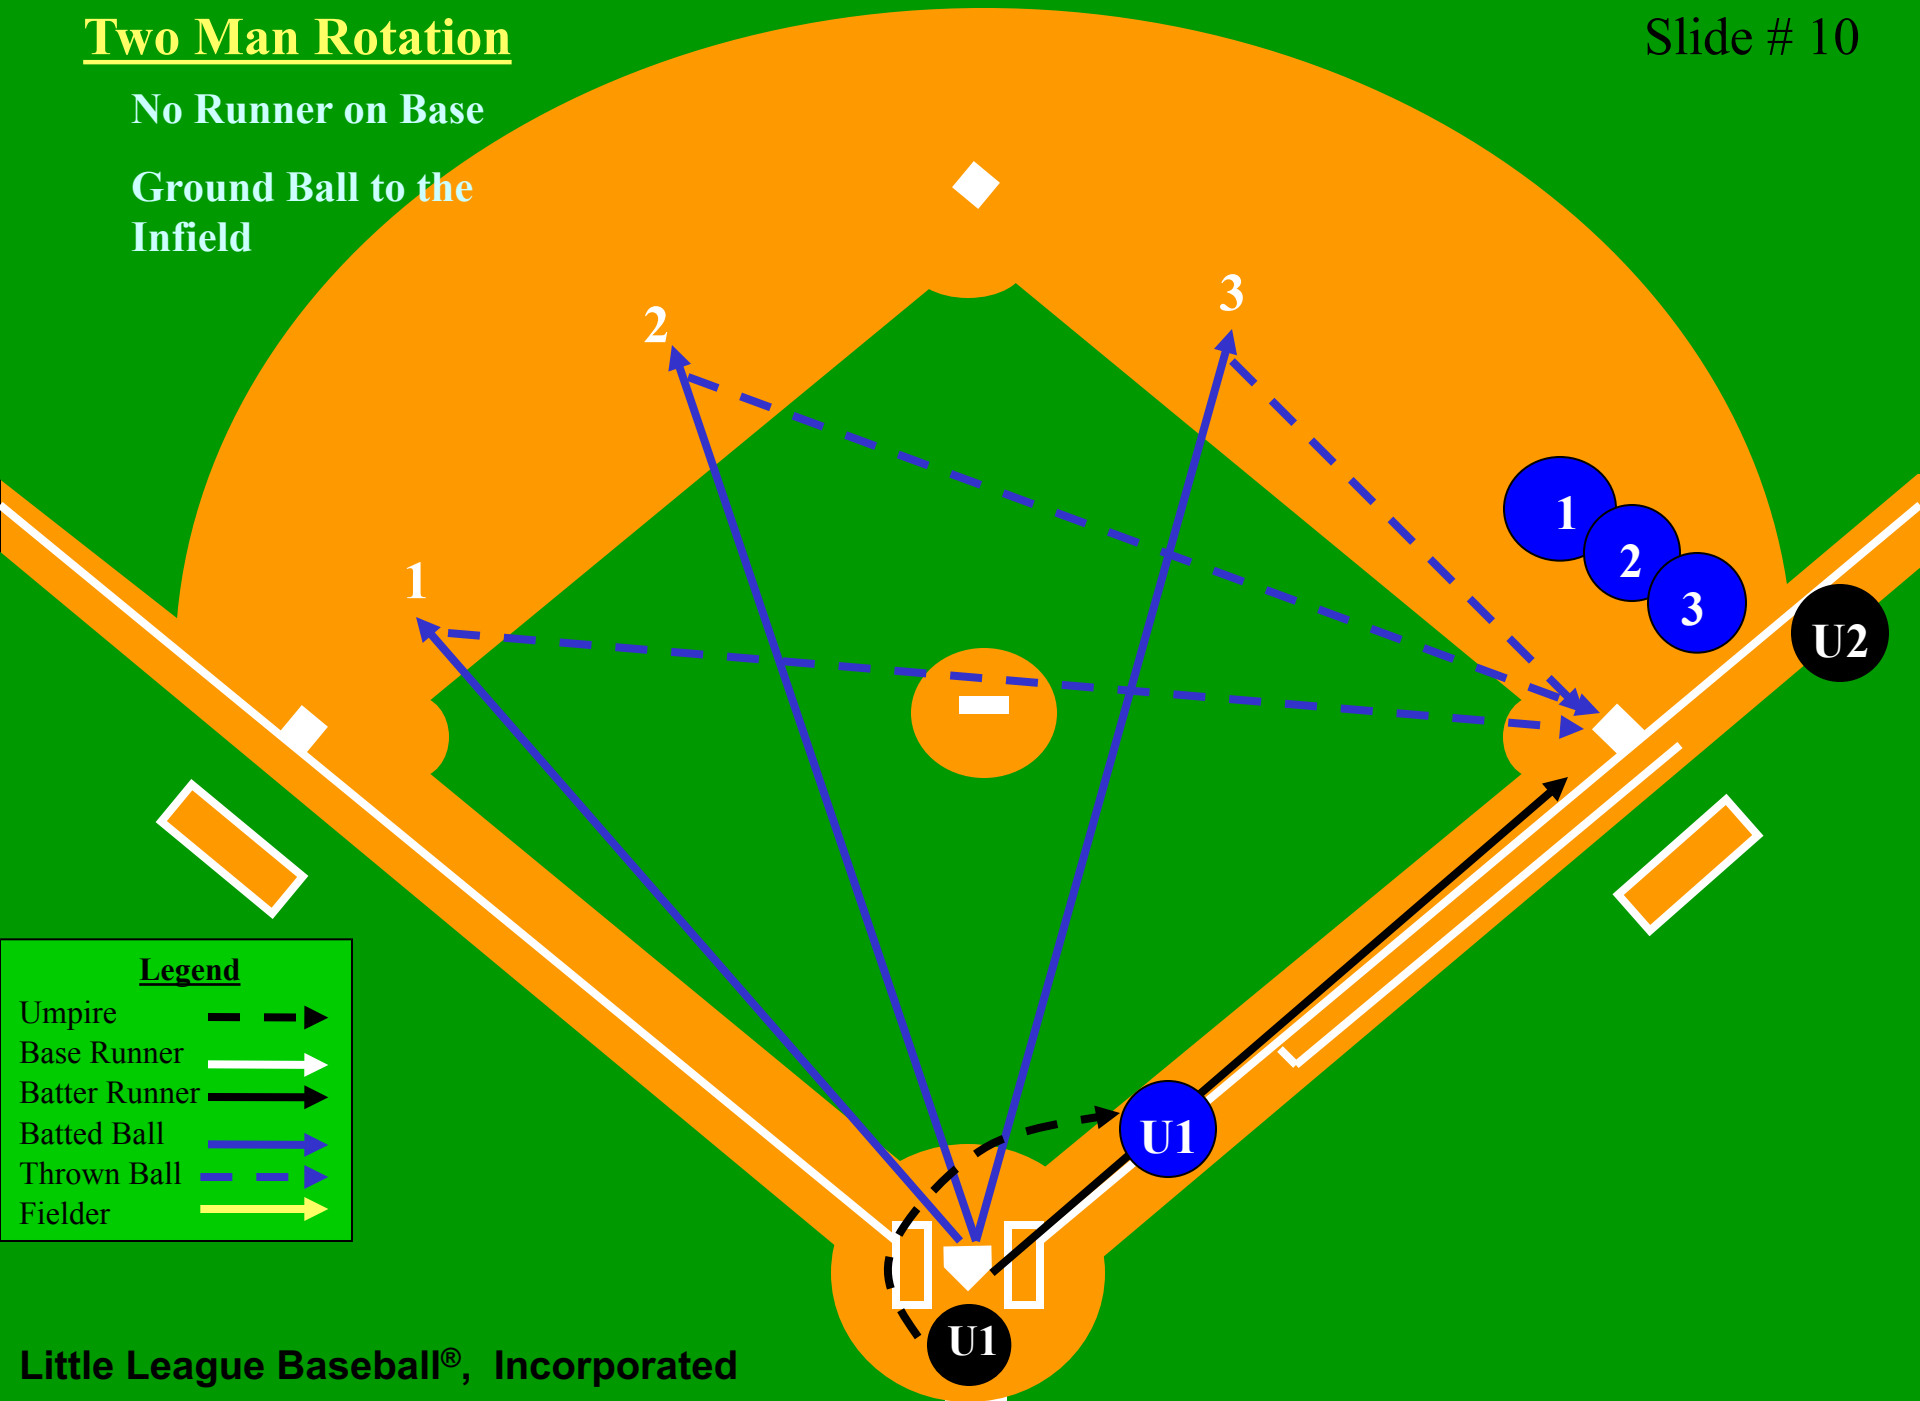 Two Man Rotation
Slide # 10
No Runner on Base
Ground Ball to the
Infield
3
2
1
1
2
3
U2
U1
U1
Legend
Umpire
Base Runner
Batter Runner
Batted Ball
Thrown Ball
Fielder
Little League Baseball®, Incorporated